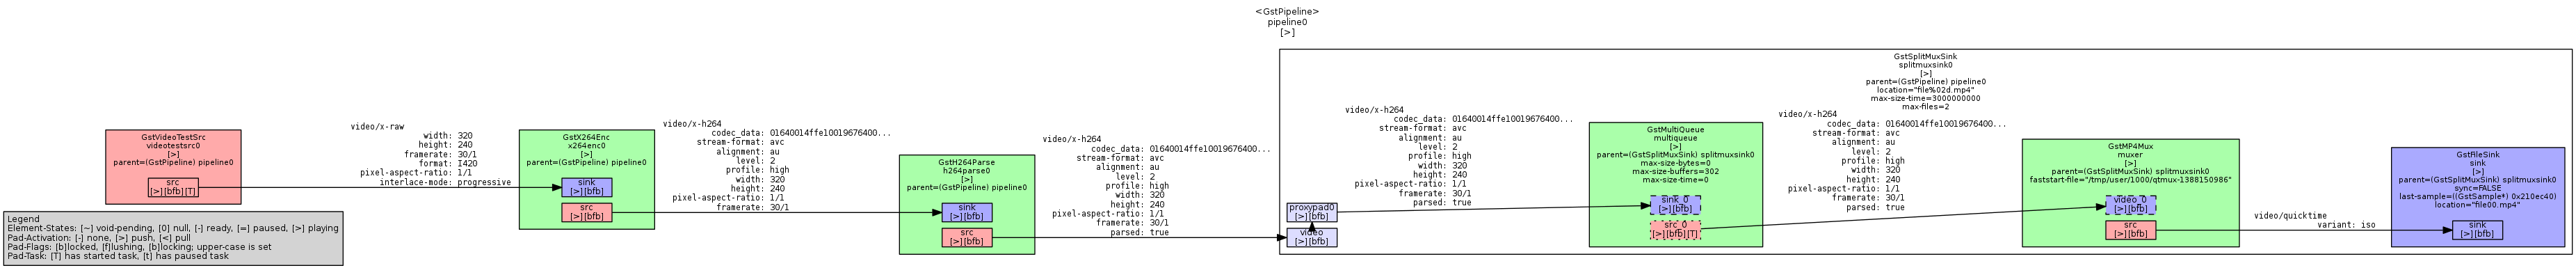 <GstPipeline>
pipeline0
[>]
GstVideoTestSrc
videotestsrc0
[>]
parent=(GstPipeline) pipeline0
src
[>][bfb][T]
video/x-raw
width: 320
height: 240
framerate: 30/1
format: I420
pixel-aspect-ratio: 1/1
interlace-mode: progressive
GstX264Enc
x264enc0
[>]
parent=(GstPipeline) pipeline0
sink
[>][bfb]
src
[>][bfb]
video/x-h264
codec_data: 01640014ffe10019676400...
stream-format: avc
alignment: au
level: 2
profile: high
width: 320
height: 240
pixel-aspect-ratio: 1/1
framerate: 30/1
GstH264Parse
h264parse0
[>]
parent=(GstPipeline) pipeline0
sink
[>][bfb]
src
[>][bfb]
video/x-h264
codec_data: 01640014ffe10019676400...
stream-format: avc
alignment: au
level: 2
profile: high
width: 320
height: 240
pixel-aspect-ratio: 1/1
framerate: 30/1
parsed: true
GstSplitMuxSink
splitmuxsink0
[>]
parent=(GstPipeline) pipeline0
location="file%02d.mp4"
max-size-time=3000000000
max-files=2
proxypad0
[>][bfb]
video
[>][bfb]
video/x-h264
codec_data: 01640014ffe10019676400...
stream-format: avc
alignment: au
level: 2
profile: high
width: 320
height: 240
pixel-aspect-ratio: 1/1
framerate: 30/1
parsed: true
GstMultiQueue
multiqueue
[>]
parent=(GstSplitMuxSink) splitmuxsink0
max-size-bytes=0
max-size-buffers=302
max-size-time=0
sink_0
[>][bfb]
src_0
[>][bfb][T]
video/x-h264
codec_data: 01640014ffe10019676400...
stream-format: avc
alignment: au
level: 2
profile: high
width: 320
height: 240
pixel-aspect-ratio: 1/1
framerate: 30/1
parsed: true
GstMP4Mux
muxer
[>]
parent=(GstSplitMuxSink) splitmuxsink0
faststart-file="/tmp/user/1000/qtmux-1388150986"
video_0
[>][bfb]
src
[>][bfb]
video/quicktime
variant: iso
GstFileSink
sink
[>]
parent=(GstSplitMuxSink) splitmuxsink0
sync=FALSE
last-sample=((GstSample*) 0x210ec40)
location="file00.mp4"
sink
[>][bfb]
Legend
Element-States: [~] void-pending, [0] null, [-] ready, [=] paused, [>] playing
Pad-Activation: [-] none, [>] push, [<] pull
Pad-Flags: [b]locked, [f]lushing, [b]locking; upper-case is set
Pad-Task: [T] has started task, [t] has paused task